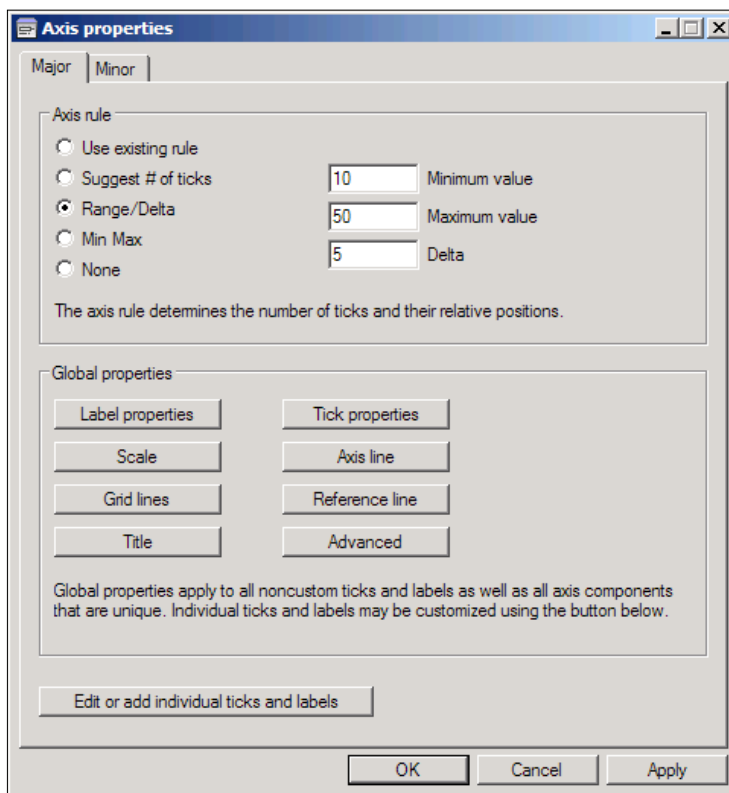 Axis properties
Major Minor
Axis rule
Use existing rule
Suggest # of ticks 10 Minimum value
Range/Delta 50 Maximum value
Min Max 5 Delta
None
The axis rule determines the number of ticks and their relative positions.
Global properties
Label properties Tick properties
Scale Axis line
Grid lines Reference line
Title Advanced
Global properties apply to all noncustom ticks and labels as well as all axis components
that are unique. Individual ticks and labels may be customized using the button below.
Edit or add individual ticks and labels
OK Cancel Apply